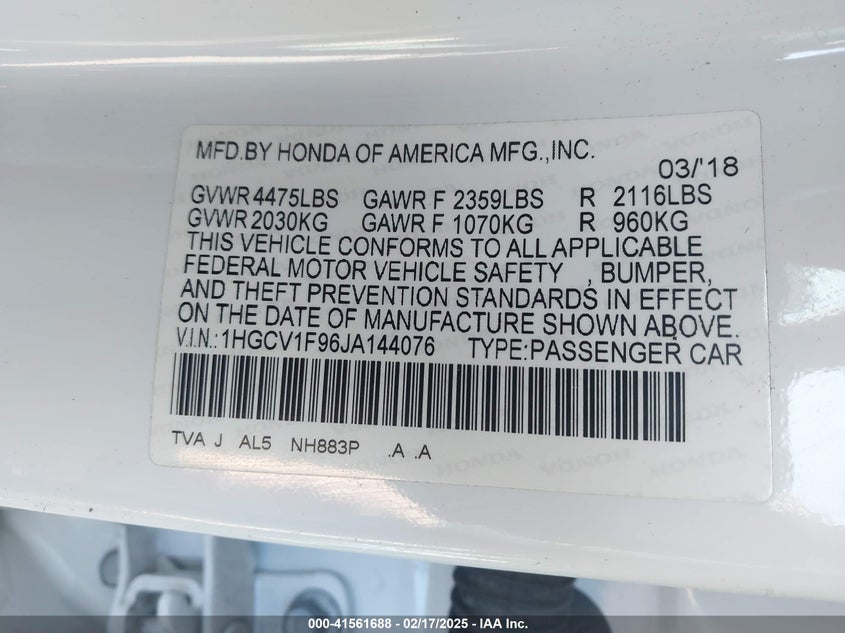 MFD.BY HONDA OF AMERICA MFG.,INC.
03/'18
GVWR 4475LBS GAWR F 2359LBS R 2116LBS
GVWR 2030KG GAWR F 1070KG R 960KG
THIS VEHICLE CONFORMS TO ALL APPLICABLE
FEDERAL MOTOR VEHICLE SAFETY , BUMPER,
AND THEFT PREVENTION STANDARDS IN EFFECT
ON THE DATE OF MANUFACTURE SHOWN ABOVE.
V.I.N.:1HGCV1F96JA144076 TYPE:PASSENGER CAR
TVA J AL5 NH883P .A .A
000-41561688 - 02/17/2025 - IAA Inc.